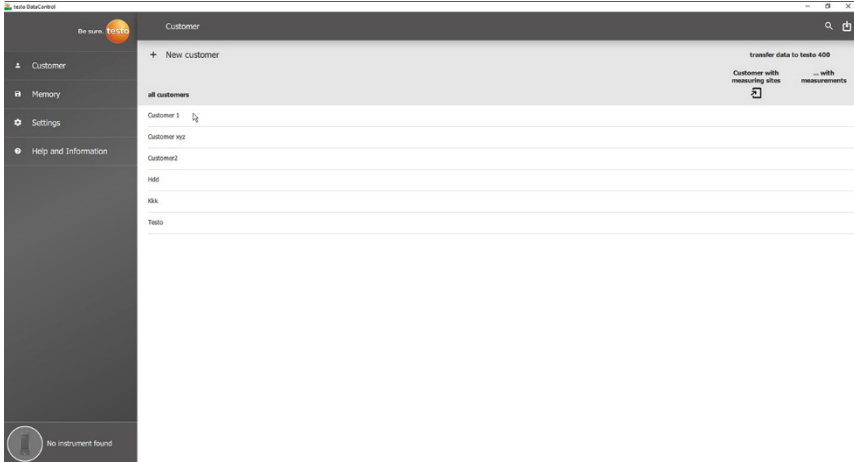 testo DataControl
Be sure. testo
Customer
Customer
Memory
Settings
Help and Information
+ New customer
transfer data to testo 400
Customer with
measuring sites
... with
measurements
all customers
Customer 1
Customer xyz
Customer2
Hdd
Kkk
Testo
No instrument found